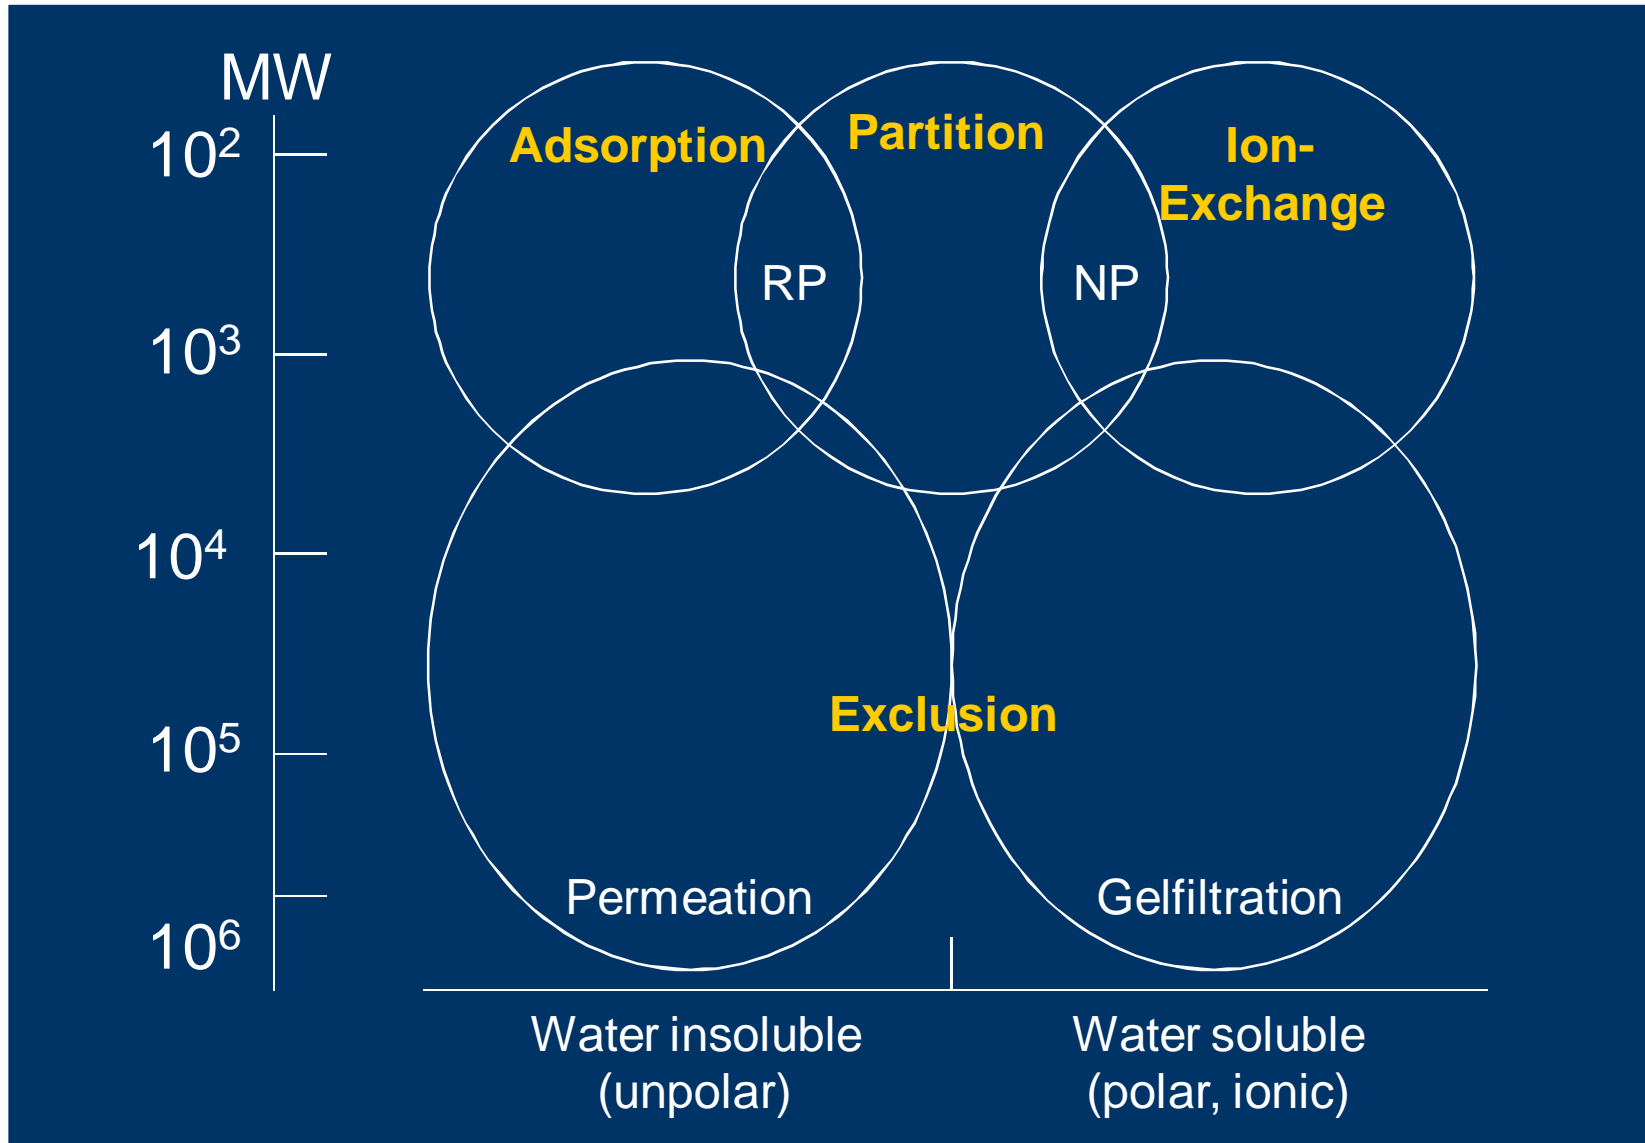 MW
10²
10³
10⁴
10⁵
10⁶
Adsorption
Partition
Ion-
Exchange
RP
NP
Exclusion
Permeation
Gelfiltration
Water insoluble
(unpolar)
Water soluble
(polar, ionic)